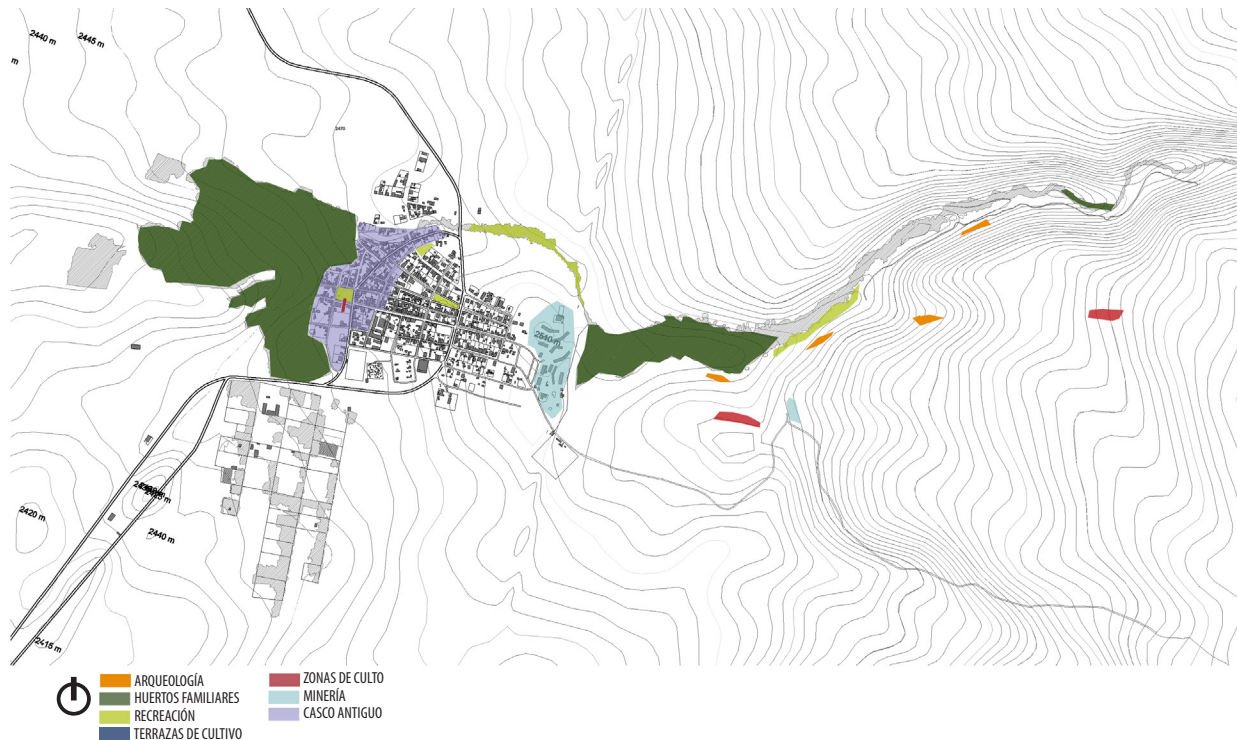 2440 m
2445 m
m
2470
2510 m
2425 m
2420 m
2440 m
2415 m
ARQUEOLOGÍA
HUERTOS FAMILIARES
RECREACIÓN
TERRAZAS DE CULTIVO
ZONAS DE CULTO
MINERÍA
CASCO ANTIGUO